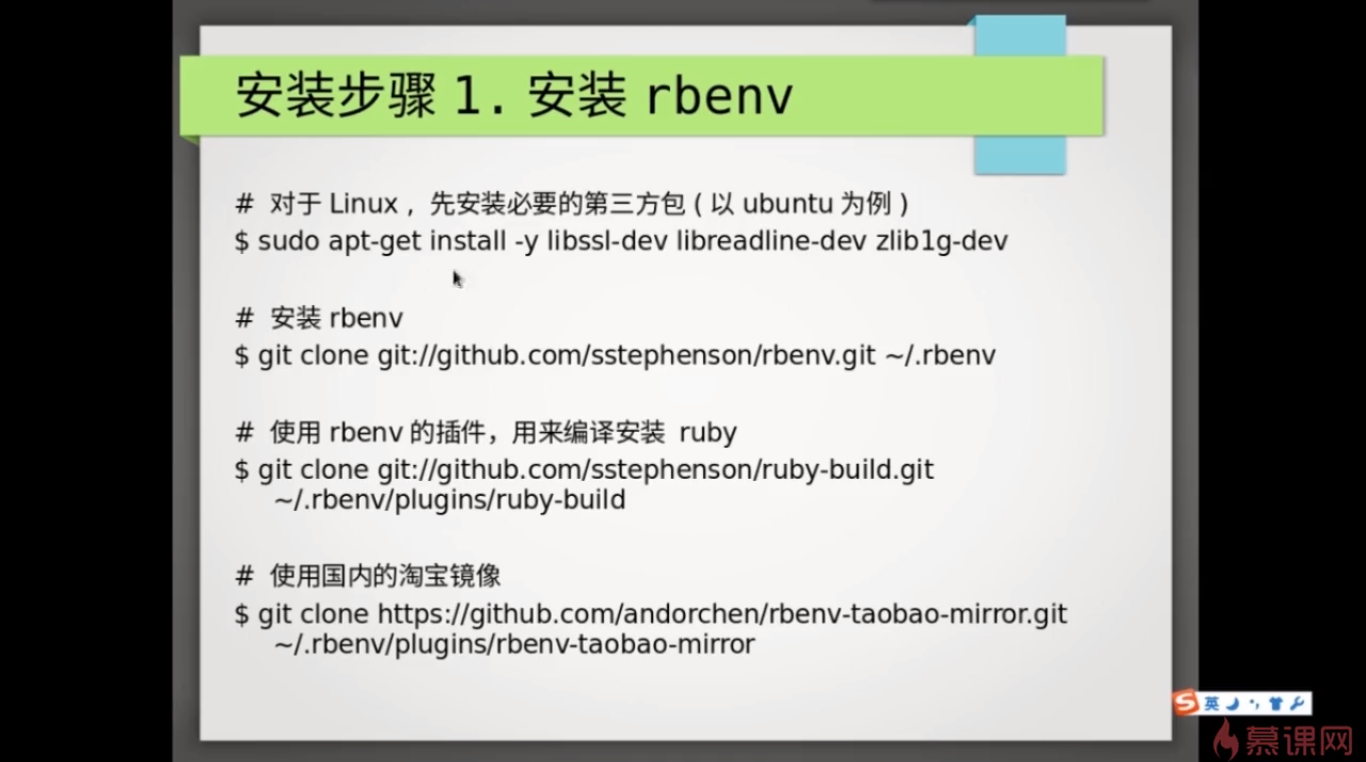 安装步骤 1. 安装 rbenv
# 对于 Linux， 先安装必要的第三方包 ( 以 ubuntu 为例 )
$ sudo apt-get install -y libssl-dev libreadline-dev zlib1g-dev
# 安装 rbenv
$ git clone git://github.com/sstephenson/rbenv.git ~/.rbenv
# 使用 rbenv 的插件，用来编译安装 ruby
$ git clone git://github.com/sstephenson/ruby-build.git
~/.rbenv/plugins/ruby-build
# 使用国内的淘宝镜像
$ git clone https://github.com/andorchen/rbenv-taobao-mirror.git
~/.rbenv/plugins/rbenv-taobao-mirror
S 英
慕课网